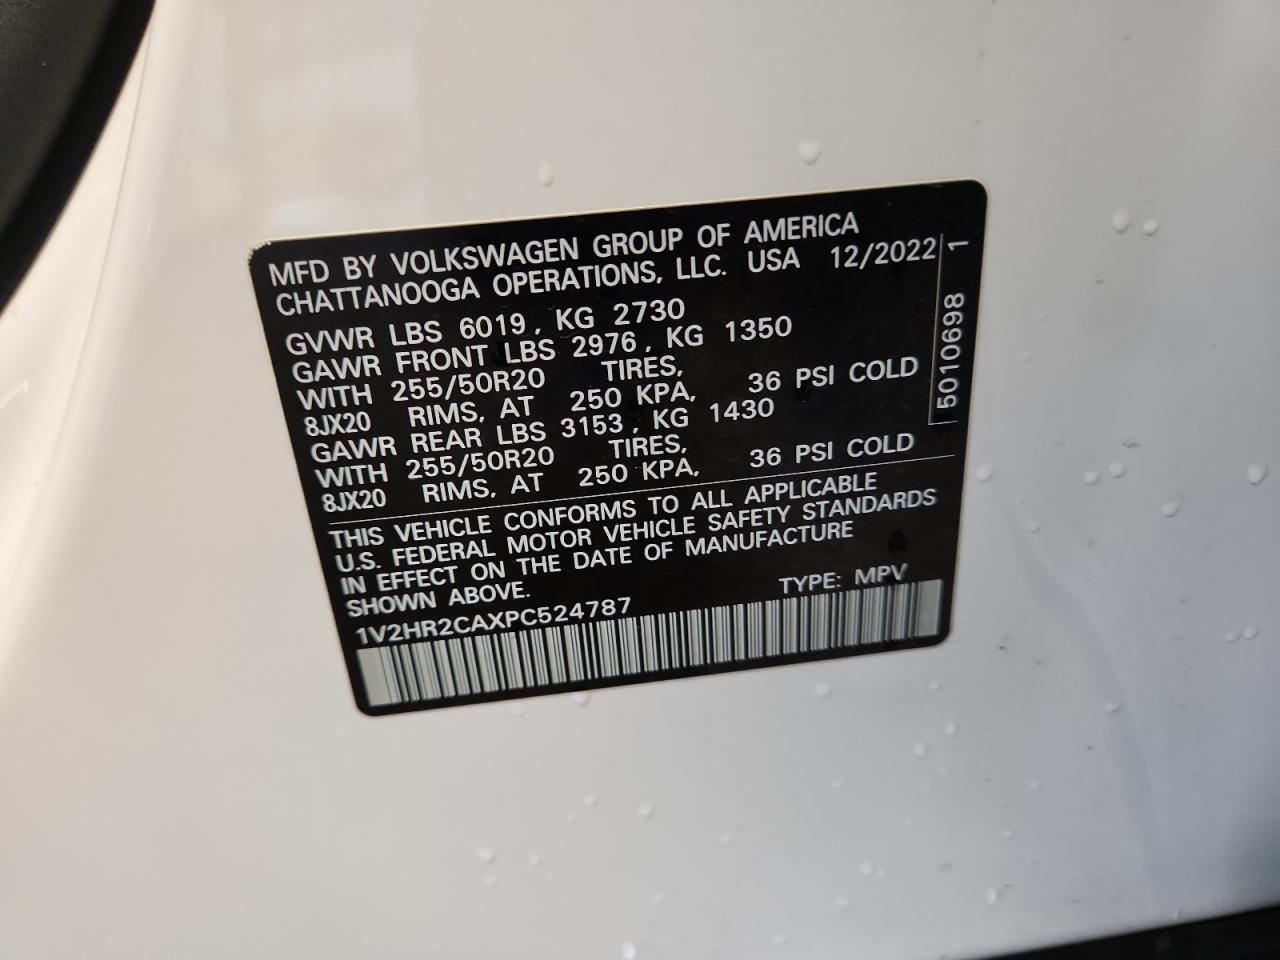 MFD BY VOLKSWAGEN GROUP OF AMERICA
CHATTANOOGA OPERATIONS, LLC. USA 12/2022
GVWR LBS 6019, KG 2730
GAWR FRONT LBS 2976, KG 1350
WITH 255/50R20 TIRES,
8JX20 RIMS, AT 250 KPA, 36 PSI COLD
GAWR REAR LBS 3153, KG 1430
WITH 255/50R20 TIRES,
8JX20 RIMS, AT 250 KPA, 36 PSI COLD
THIS VEHICLE CONFORMS TO ALL APPLICABLE
U.S. FEDERAL MOTOR VEHICLE SAFETY STANDARDS
IN EFFECT ON THE DATE OF MANUFACTURE
SHOWN ABOVE.
1V2HR2CAXPC524787 TYPE: MPV
5010698 1